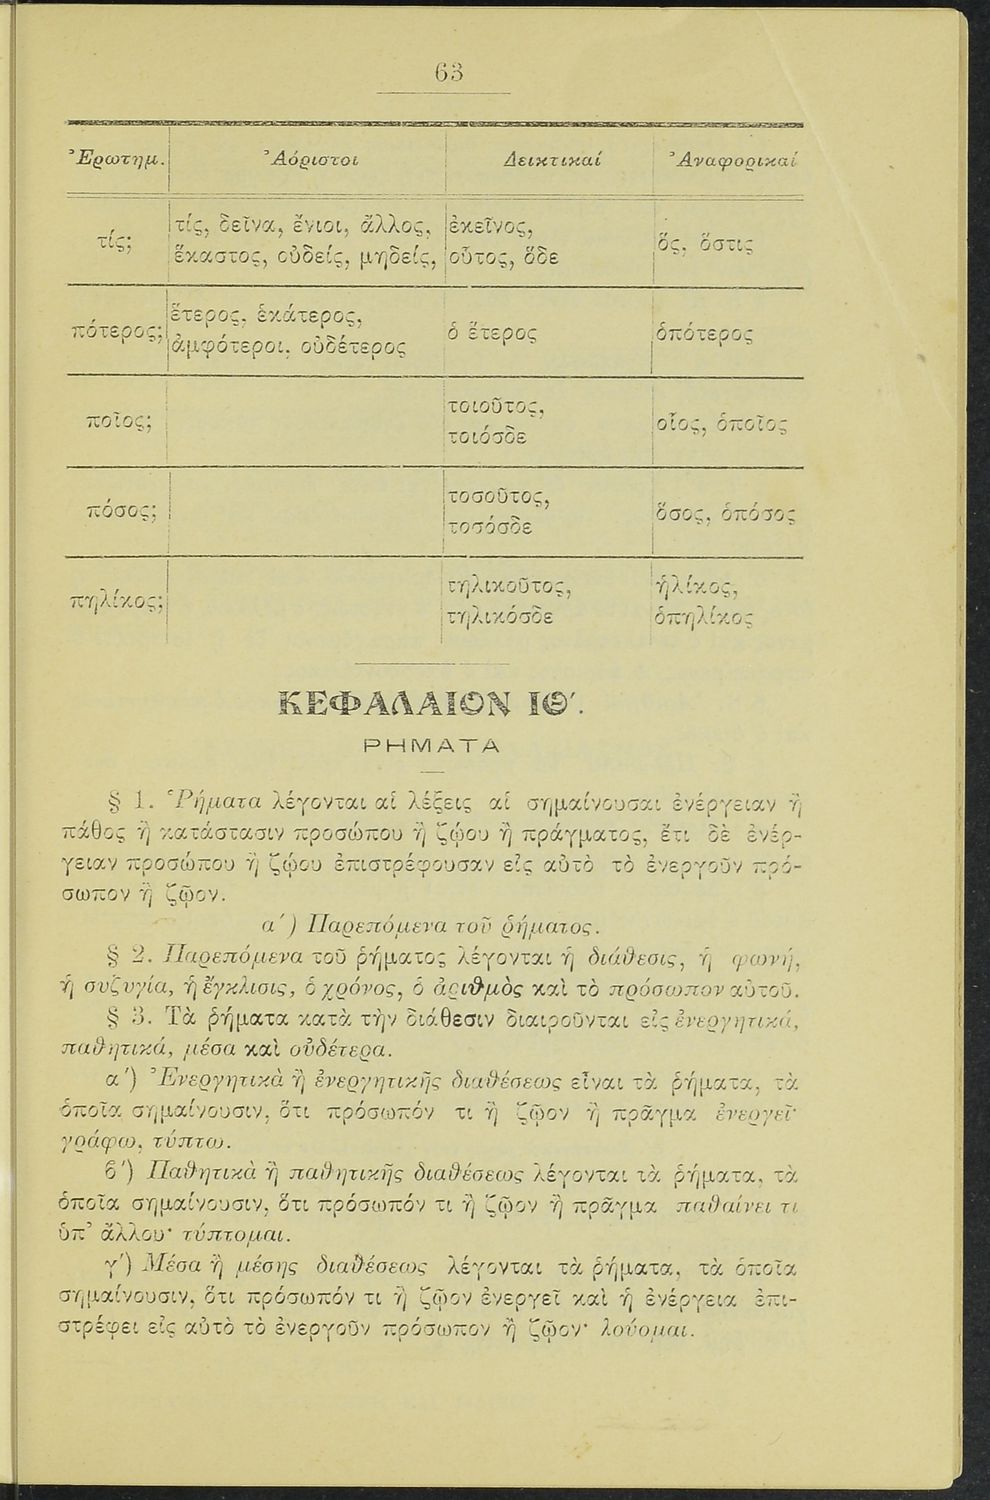 63
Ἐρωτημ. Ἀόριστοι Δεικτικαί Ἀναφορικαί
τίς; τίς, δεῖνα, ἔνιοι, ἄλλος, ἕκαστος, οὐδείς, μηδείς, ἐκεῖνος, οὗτος, ὅδε ὅς, ὅστις
πότερος; ἕτερος, ἑκάτερος, ἀμφότεροι, οὐδέτερος ὁ ἕτερος ὁπότερος
ποῖος; τοιοῦτος, τοιόσδε οἷος, ὁποῖος
πόσος; τοσοῦτος, τοσόσδε ὅσος, ὁπόσος
πηλίκος; τηλικοῦτος, τηλικόσδε ἡλίκος, ὁπηλίκος
ΚΕΦΑΛΑΙΟΝ ΙΘ′.
ΡΗΜΑΤΑ
§ 1. Ῥήματα λέγονται αἱ λέξεις αἱ σημαίνουσαι ἐνέργειαν ἢ
πάθος ἢ κατάστασιν προσώπου ἢ ζῴου ἢ πράγματος, ἔτι δὲ ἐνέρ-
γειαν προσώπου ἢ ζῴου ἐπιστρέφουσαν εἰς αὐτὸ τὸ ἐνεργοῦν πρό-
σωπον ἢ ζῷον.
α′) Παρεπόμενα τοῦ ῥήματος.
§ 2. Παρεπόμενα τοῦ ῥήματος λέγονται ἡ διάθεσις, ἡ φωνή,
ἡ συζυγία, ἡ ἔγκλισις, ὁ χρόνος, ὁ ἀριθμὸς καὶ τὸ πρόσωπον αὐτοῦ.
§ 3. Τὰ ῥήματα κατὰ τὴν διάθεσιν διαιροῦνται εἰς ἐνεργητικά,
παθητικά, μέσα καὶ οὐδέτερα.
α′) Ἐνεργητικὰ ἢ ἐνεργητικῆς διαθέσεως εἶναι τὰ ῥήματα, τὰ
ὁποῖα σημαίνουσιν, ὅτι πρόσωπόν τι ἢ ζῷον ἢ πρᾶγμα ἐνεργεῖ·
γράφω, τύπτω.
ϐ′) Παθητικὰ ἢ παθητικῆς διαθέσεως λέγονται τὰ ῥήματα, τὰ
ὁποῖα σημαίνουσιν, ὅτι πρόσωπόν τι ἢ ζῷον ἢ πρᾶγμα παθαίνει τι
ὑπ᾽ ἄλλου· τύπτομαι.
γ′) Μέσα ἢ μέσης διαθέσεως λέγονται τὰ ῥήματα, τὰ ὁποῖα
σημαίνουσιν, ὅτι πρόσωπόν τι ἢ ζῷον ἐνεργεῖ καὶ ἡ ἐνέργεια ἐπι-
στρέφει εἰς αὐτὸ τὸ ἐνεργοῦν πρόσωπον ἢ ζῷον· λούομαι.